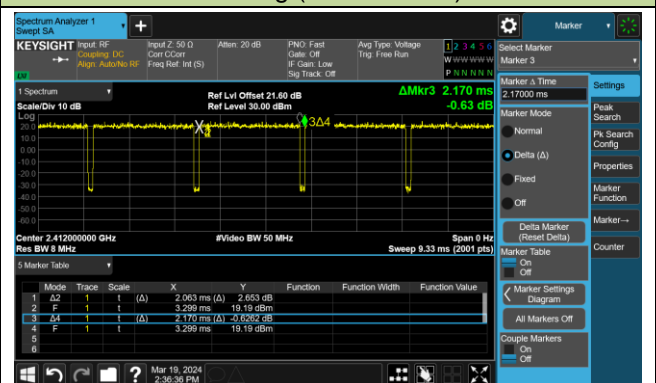 Spectrum Analyzer 1
Swept SA
+
Marker
KEYSIGHT
Input: RF
Coupling: DC
Align: Auto/No RF
Input Z: 50 Ω
Corr CCorr
Freq Ref: Int (S)
Atten: 20 dB
PNO: Fast
Gate: Off
IF Gain: Low
Sig Track: Off
Avg Type: Voltage
Trig: Free Run
1 2 3 4 5 6
W W W W W W
P N N N N N
Select Marker
Marker 3
1 Spectrum
Scale/Div 10 dB
Ref Lvl Offset 21.60 dB
Ref Level 30.00 dBm
ΔMkr3 2.170 ms
-0.63 dB
Log
20.0
10.0
0.00
-10.0
-20.0
-30.0
-40.0
-50.0
-60.0
3Δ4
Center 2.412000000 GHz
Res BW 8 MHz
#Video BW 50 MHz
Span 0 Hz
Sweep 9.33 ms (2001 pts)
5 Marker Table
Mode Trace Scale X Y Function Function Width Function Value
1 Δ2 1 t (Δ) 2.063 ms (Δ) 2.653 dB
2 F 1 t 3.299 ms 19.19 dBm
3 Δ4 1 t (Δ) 2.170 ms (Δ) -0.6262 dB
4 F 1 t 3.299 ms 19.19 dBm
5
6
Marker Δ Time
2.17000 ms
Marker Mode
Normal
Delta (Δ)
Fixed
Off
Delta Marker
(Reset Delta)
Marker Table
On
Off
Marker Settings
Diagram
All Markers Off
Couple Markers
On
Off
Settings
Peak
Search
Pk Search
Config
Properties
Marker
Function
Marker→
Counter
?
Mar 19, 2024
2:36:36 PM